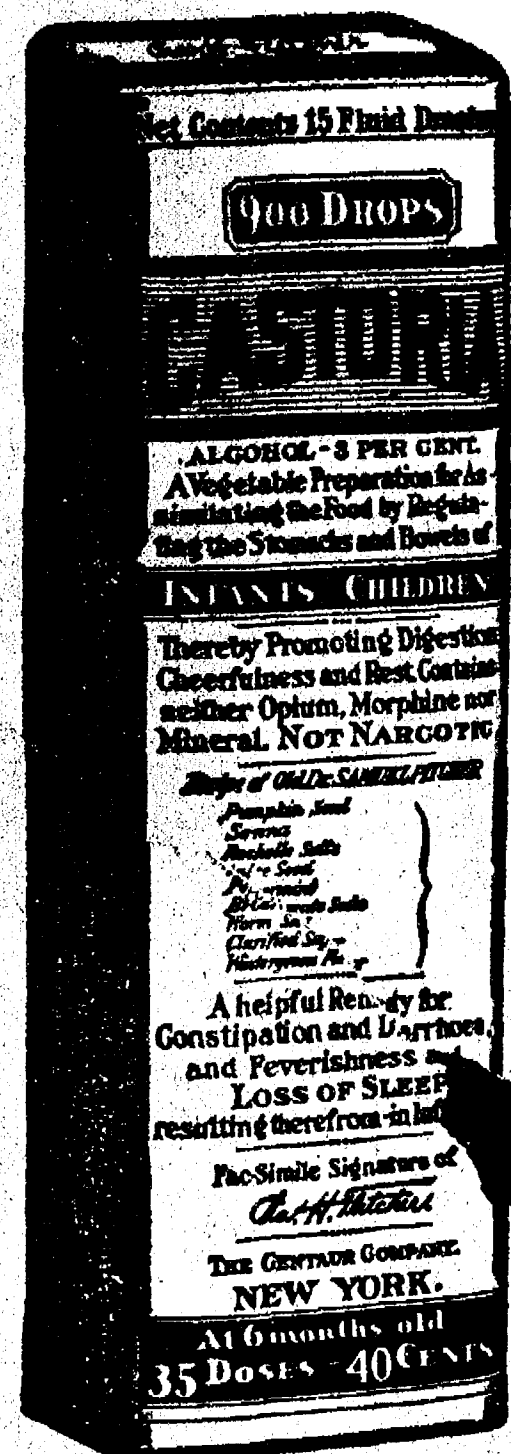 Net Contents 15 Fluid Drachms
900 DROPS
CASTORIA
ALCOHOL-3 PER CENT.
A Vegetable Preparation for As-
similating the Food by Regula-
ting the Stomachs and Bowels of
INFANTS CHILDREN
Thereby Promoting Digestion
Cheerfulness and Rest. Contains
neither Opium, Morphine nor
Mineral. NOT NARCOTIC
Recipe of Old Dr. SAMUEL PITCHER
Pumpkin Seed
Senna
Rochelle Salts
Seed
Worm
Clarified
A helpful Remedy for
Constipation and Diarrhoea,
and Feverishness and
LOSS OF SLEEP
resulting therefrom-in
Fac-Simile Signature of
Chas. H. Fletcher.
THE CENTAUR COMPANY.
NEW YORK.
At 6 months old
35 DOSES - 40 CENTS